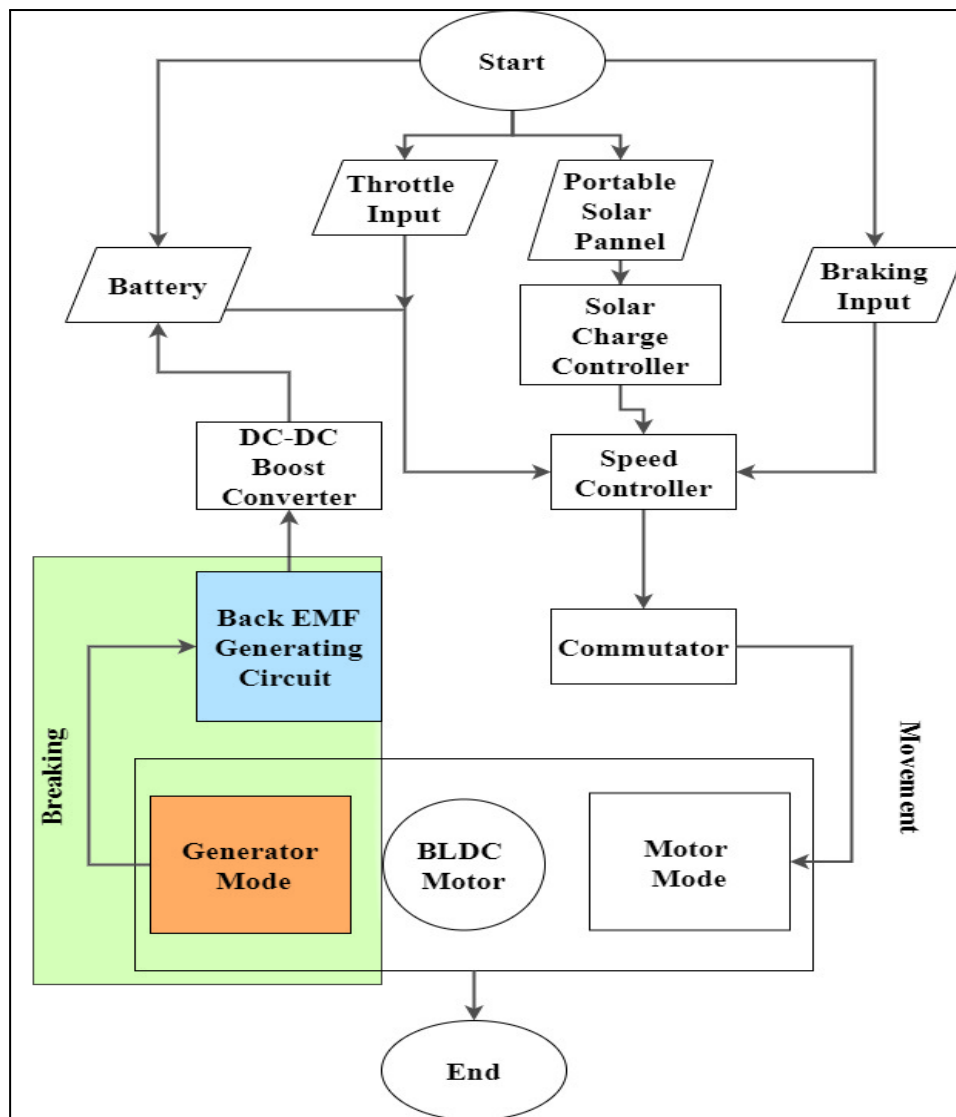 Start
Throttle
Input
Portable
Solar
Pannel
Battery
Braking
Input
Solar
Charge
Controller
DC-DC
Boost
Converter
Speed
Controller
Back EMF
Generating
Circuit
Commutator
Breaking
Movement
Generator
Mode
BLDC
Motor
Motor
Mode
End